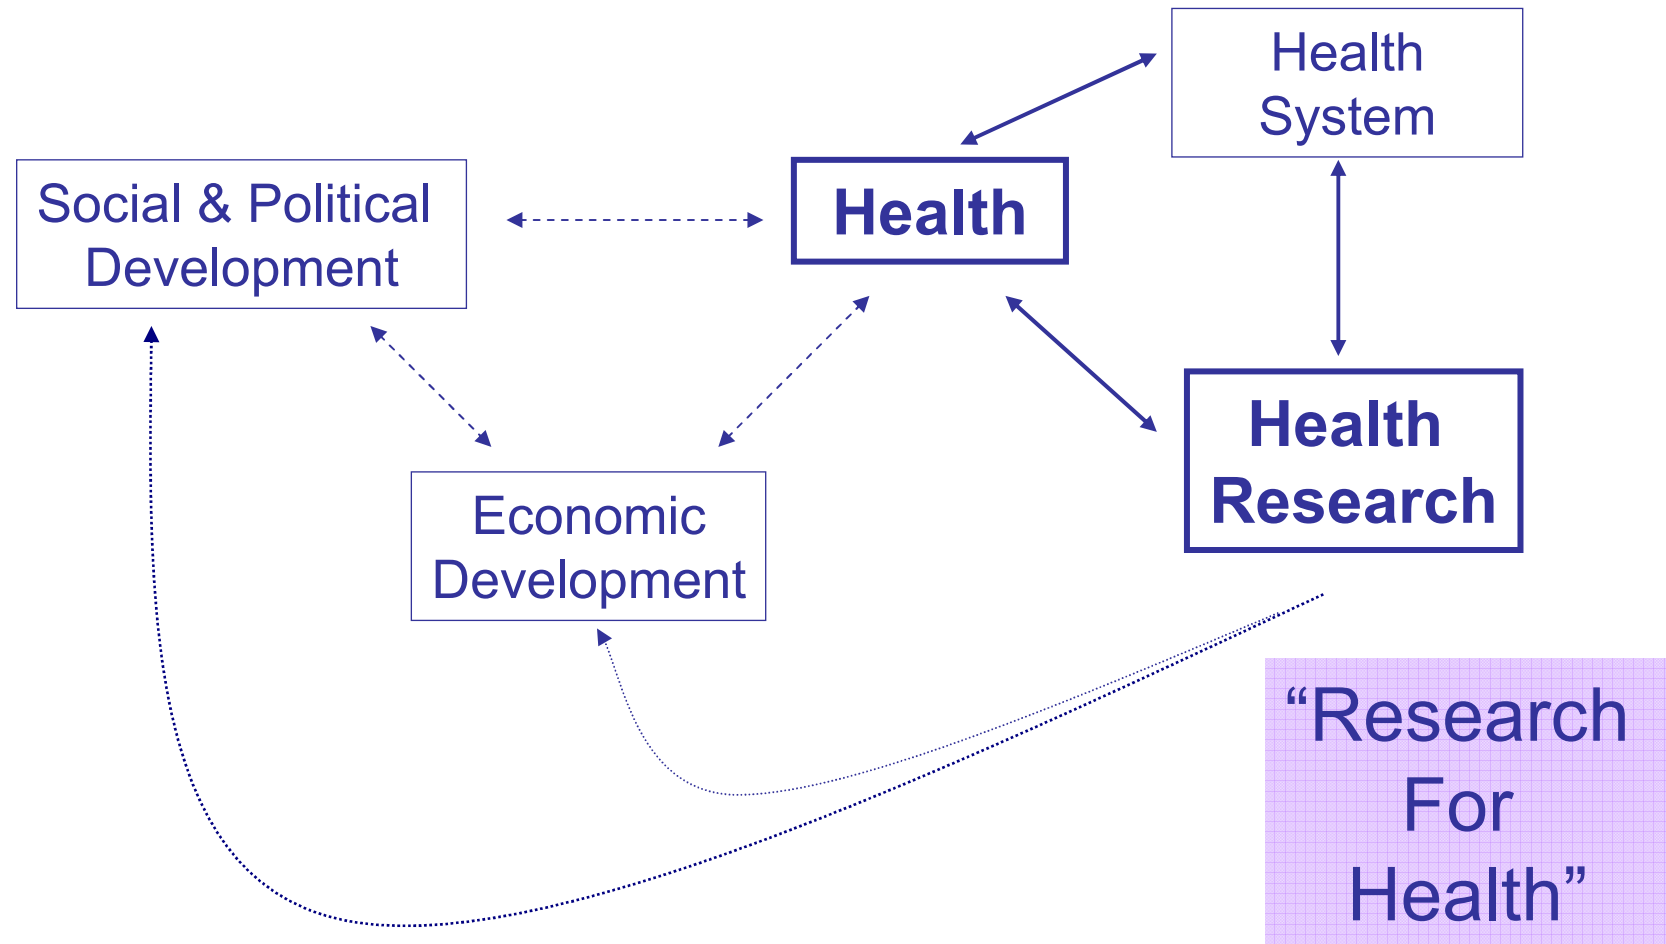 Health
System
Social & Political
Development
Health
Health
Research
Economic
Development
“Research
For
Health”